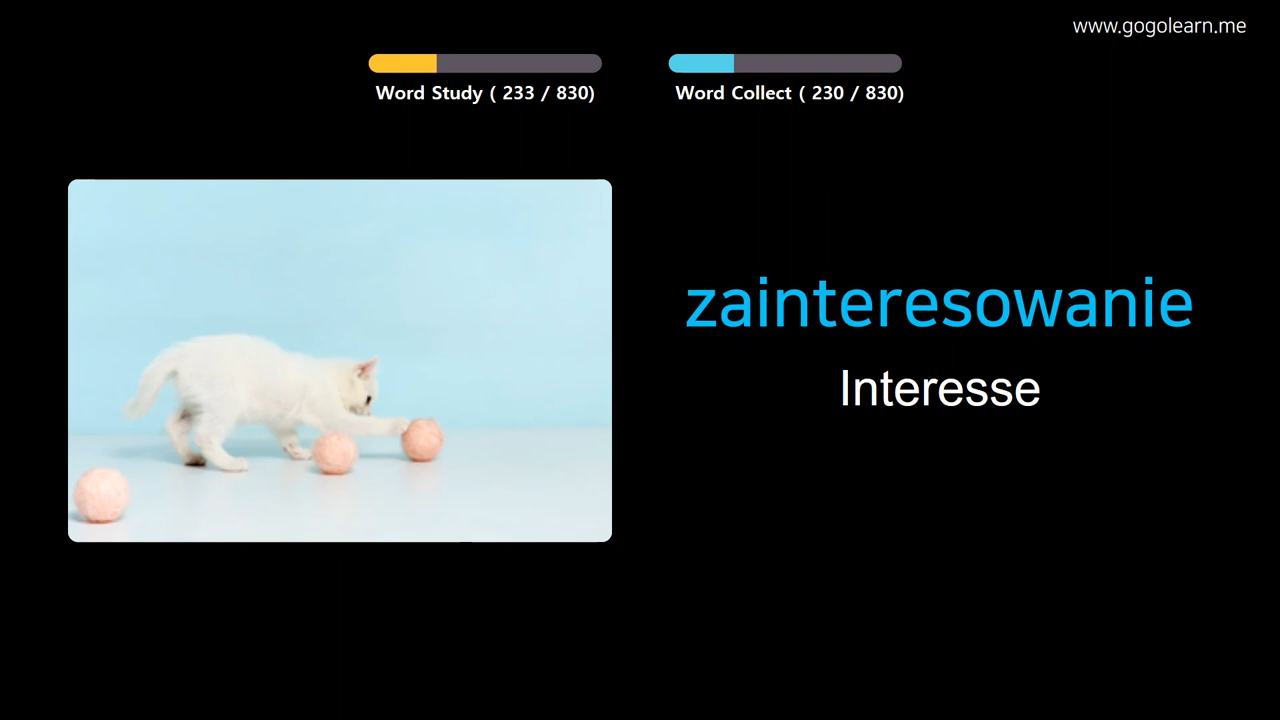 www.gogolearn.me
Word Study ( 233 / 830)
Word Collect ( 230 / 830)
zainteresowanie
Interesse